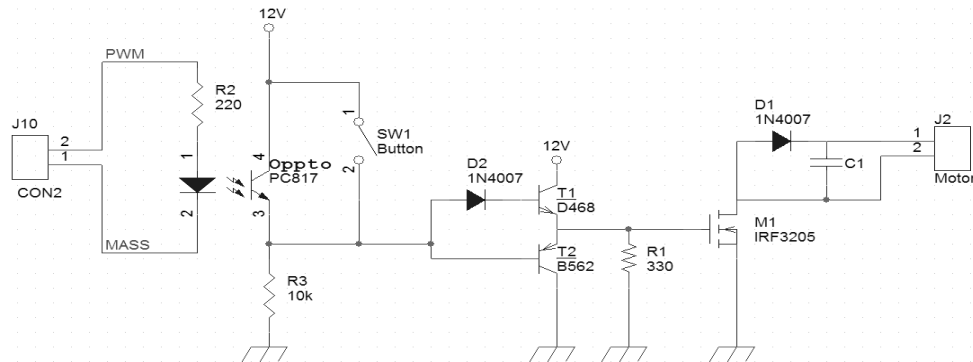 12V
PWM
R2
220
J10
2
1
CON2
1
2
MASS
4
Oppto
PC817
3
1
SW1
Button
2
R3
10k
D2
1N4007
12V
T1
D468
T2
B562
R1
330
M1
IRF3205
D1
1N4007
C1
J2
1
2
Motor